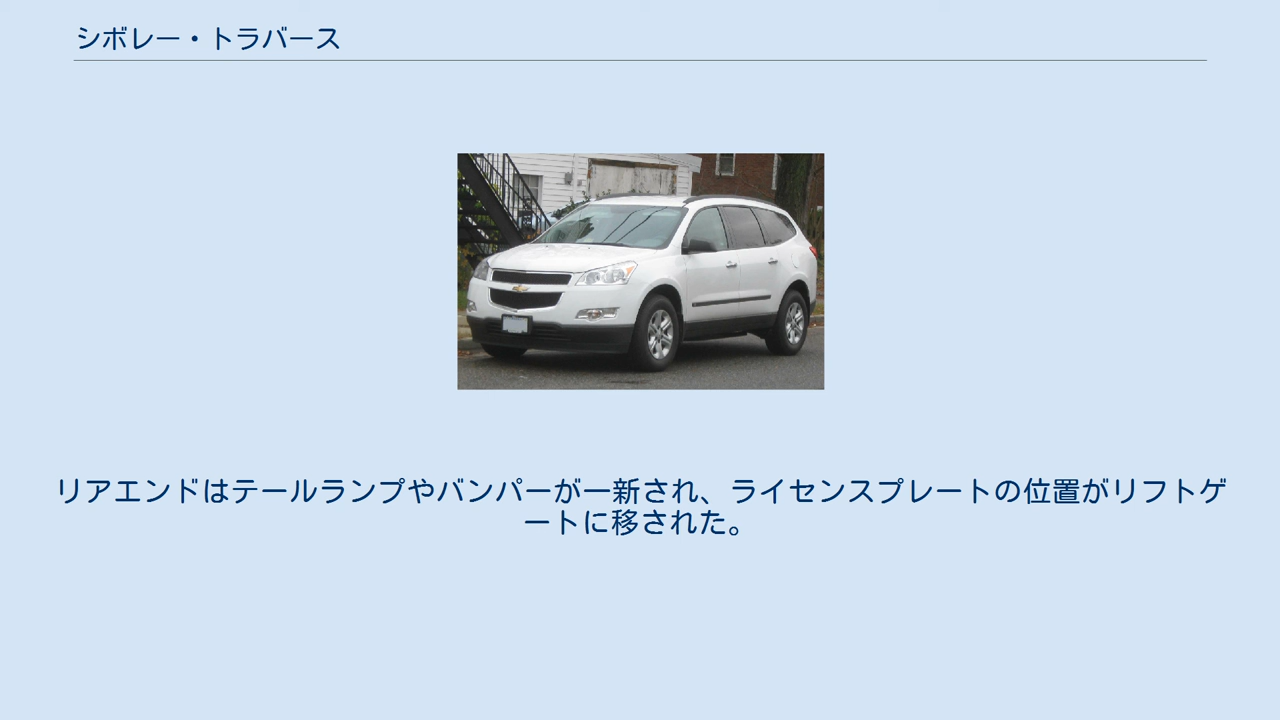 シボレー・トラバース
リアエンドはテールランプやバンパーが一新され、ライセンスプレートの位置がリフトゲ
ートに移された。